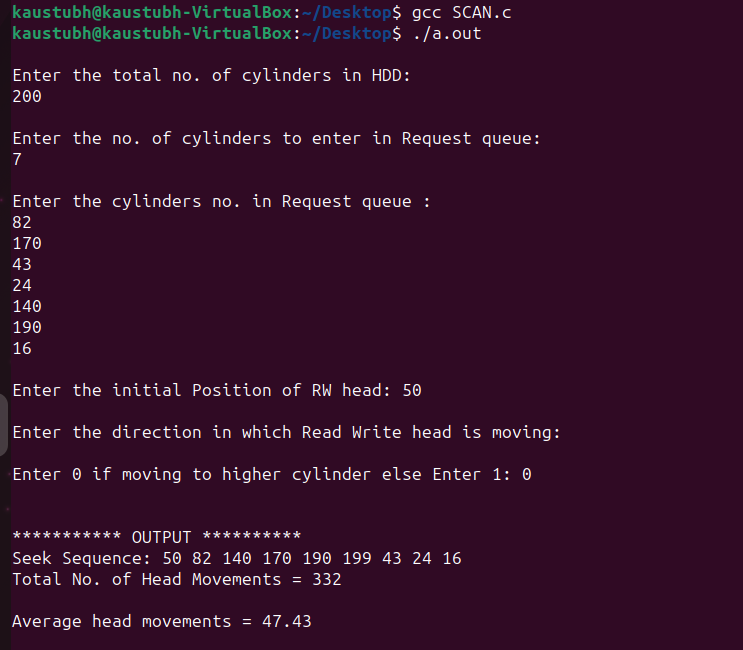 kaustubh@kaustubh-VirtualBox:~/Desktop$ gcc SCAN.c
kaustubh@kaustubh-VirtualBox:~/Desktop$ ./a.out
Enter the total no. of cylinders in HDD:
200
Enter the no. of cylinders to enter in Request queue:
7
Enter the cylinders no. in Request queue :
82
170
43
24
140
190
16
Enter the initial Position of RW head: 50
Enter the direction in which Read Write head is moving:
Enter 0 if moving to higher cylinder else Enter 1: 0
*********** OUTPUT **********
Seek Sequence: 50 82 140 170 190 199 43 24 16
Total No. of Head Movements = 332
Average head movements = 47.43